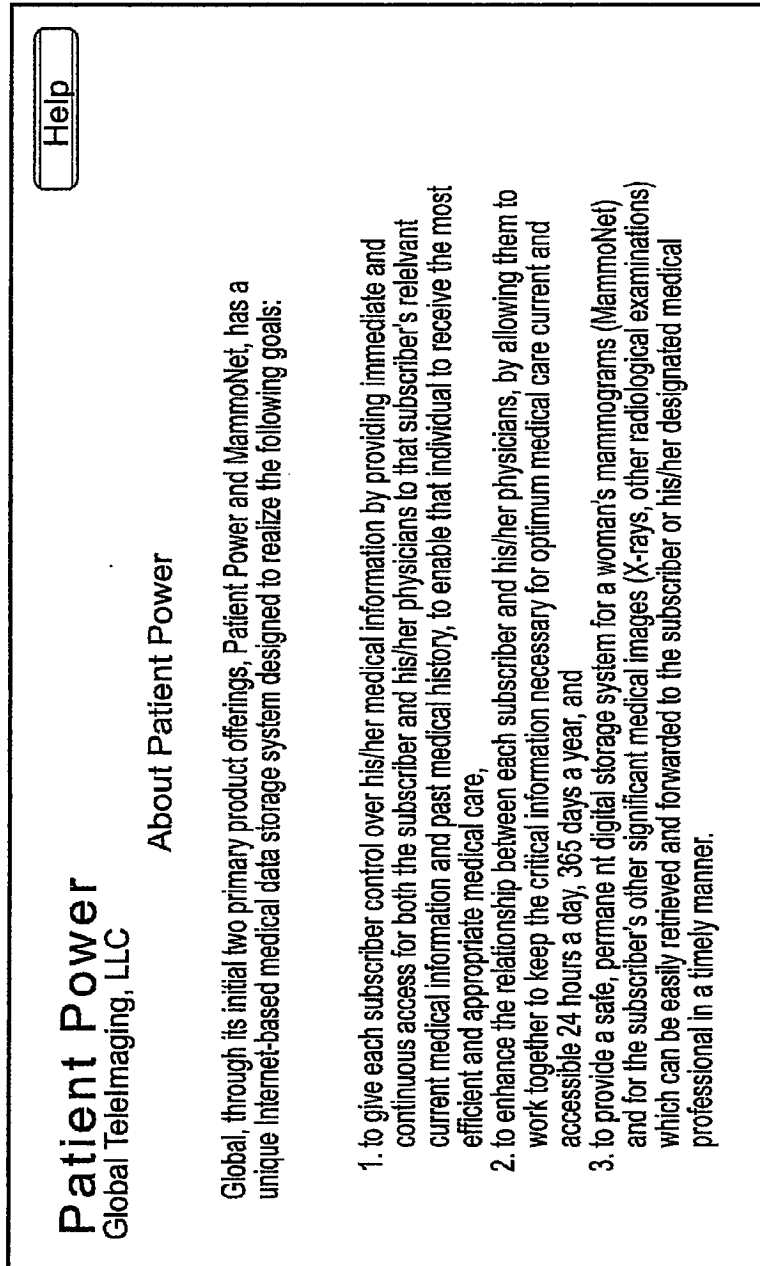 Help
Patient Power
Global TeleImaging, LLC
About Patient Power
Global, through its initial two primary product offerings, Patient Power and MammoNet, has a
unique Internet-based medical data storage system designed to realize the following goals:
1. to give each subscriber control over his/her medical information by providing immediate and
continuous access for both the subscriber and his/her physicians to that subscriber's relelvant
current medical information and past medical history, to enable that individual to receive the most
efficient and appropriate medical care,
2. to enhance the relationship between each subscriber and his/her physicians, by allowing them to
work together to keep the critical information necessary for optimum medical care current and
accessible 24 hours a day, 365 days a year, and
3. to provide a safe, permane nt digital storage system for a woman's mammograms (MammoNet)
and for the subscriber's other significant medical images (X-rays, other radiological examinations)
which can be easily retrieved and forwarded to the subscriber or his/her designated medical
professional in a timely manner.